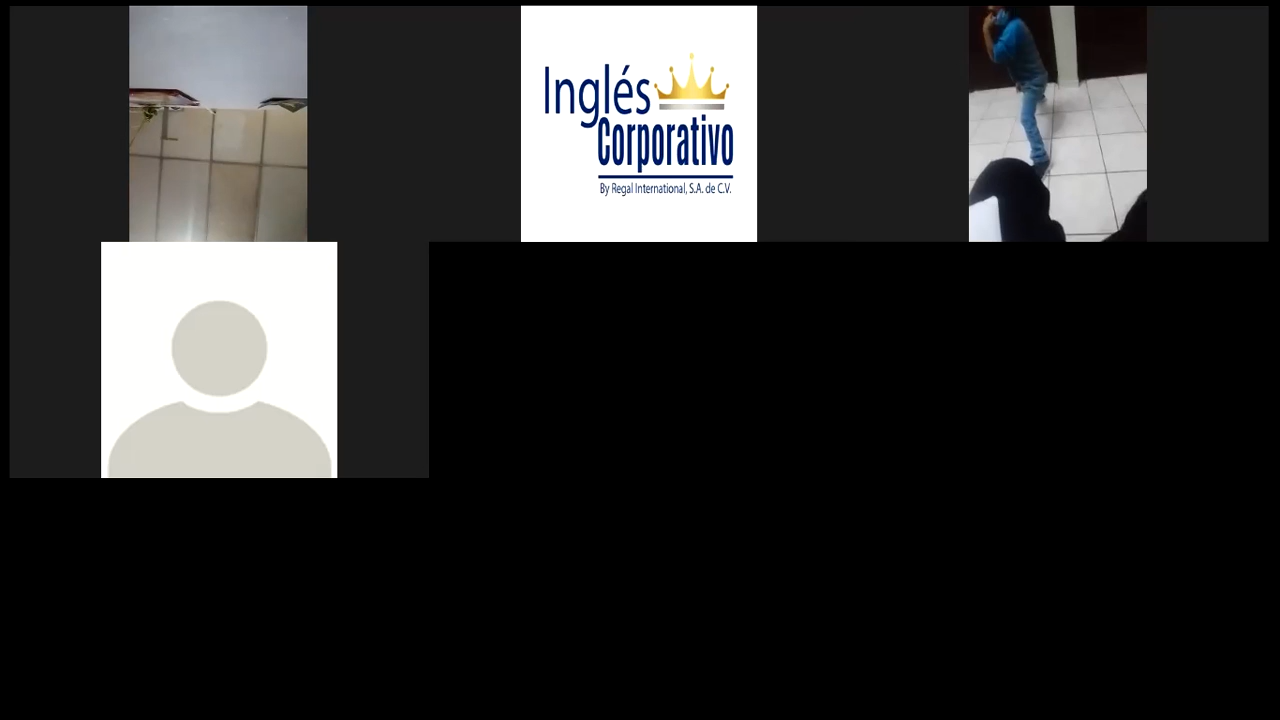 Inglés
Corporativo
By Regal International, S.A. de C.V.